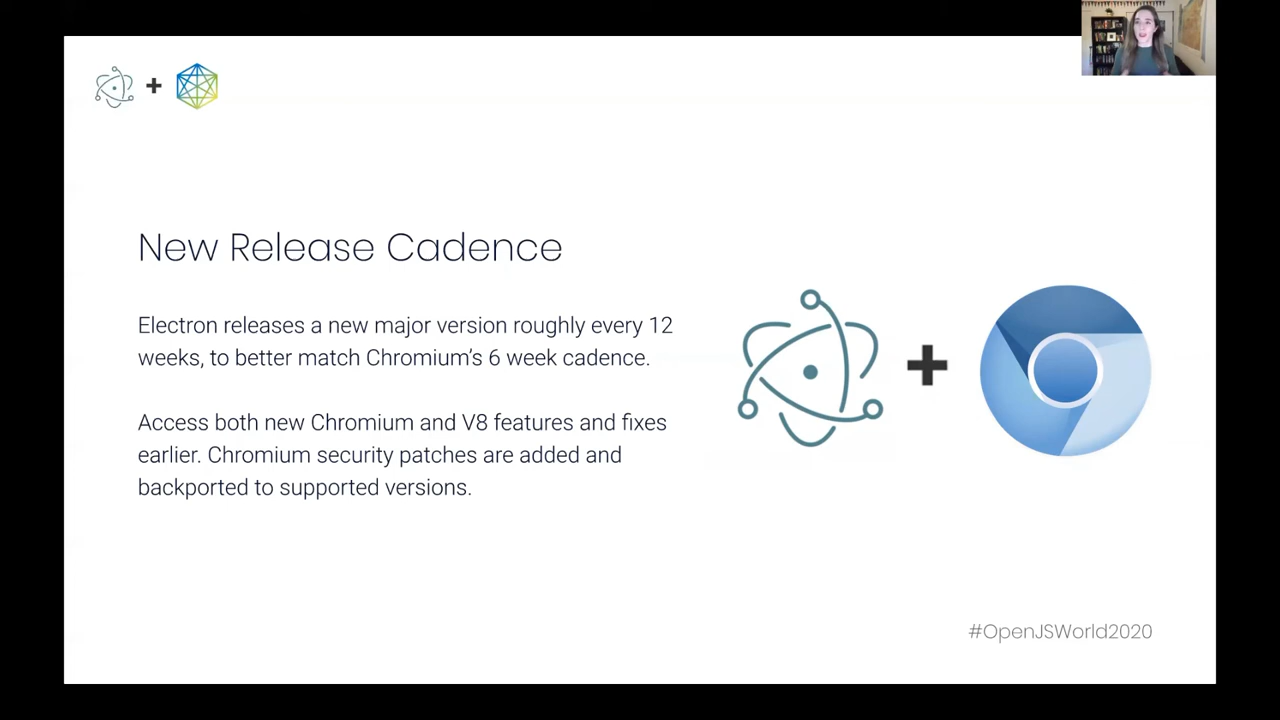 New Release Cadence
Electron releases a new major version roughly every 12
weeks, to better match Chromium's 6 week cadence.
Access both new Chromium and V8 features and fixes
earlier. Chromium security patches are added and
backported to supported versions.
#OpenJSWorld2020